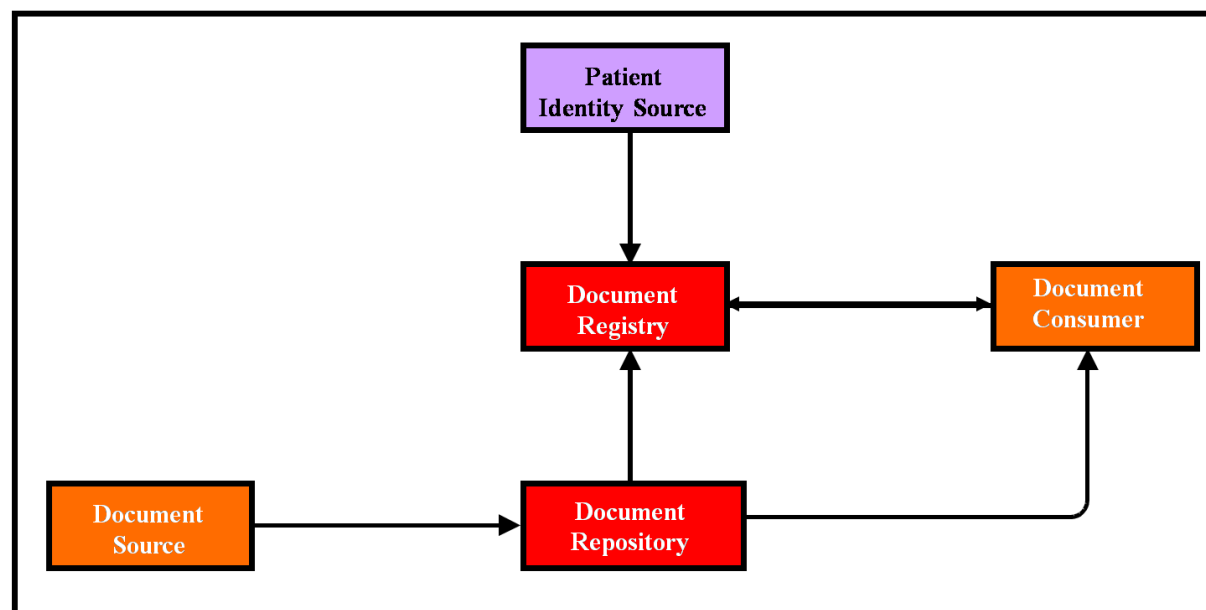 Patient
Identity Source
Document
Registry
Document
Consumer
Document
Source
Document
Repository